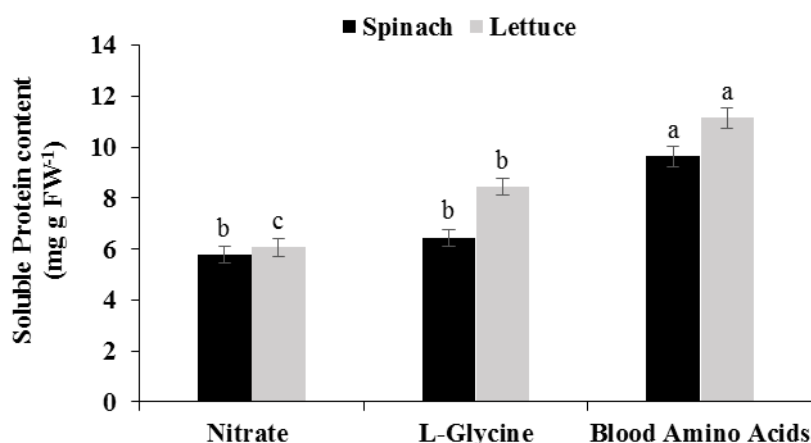 Spinach Lettuce
Soluble Protein content
(mg g FW-1)
14
12
10
8
6
4
2
0
b
c
b
b
a
a
Nitrate
L-Glycine
Blood Amino Acids